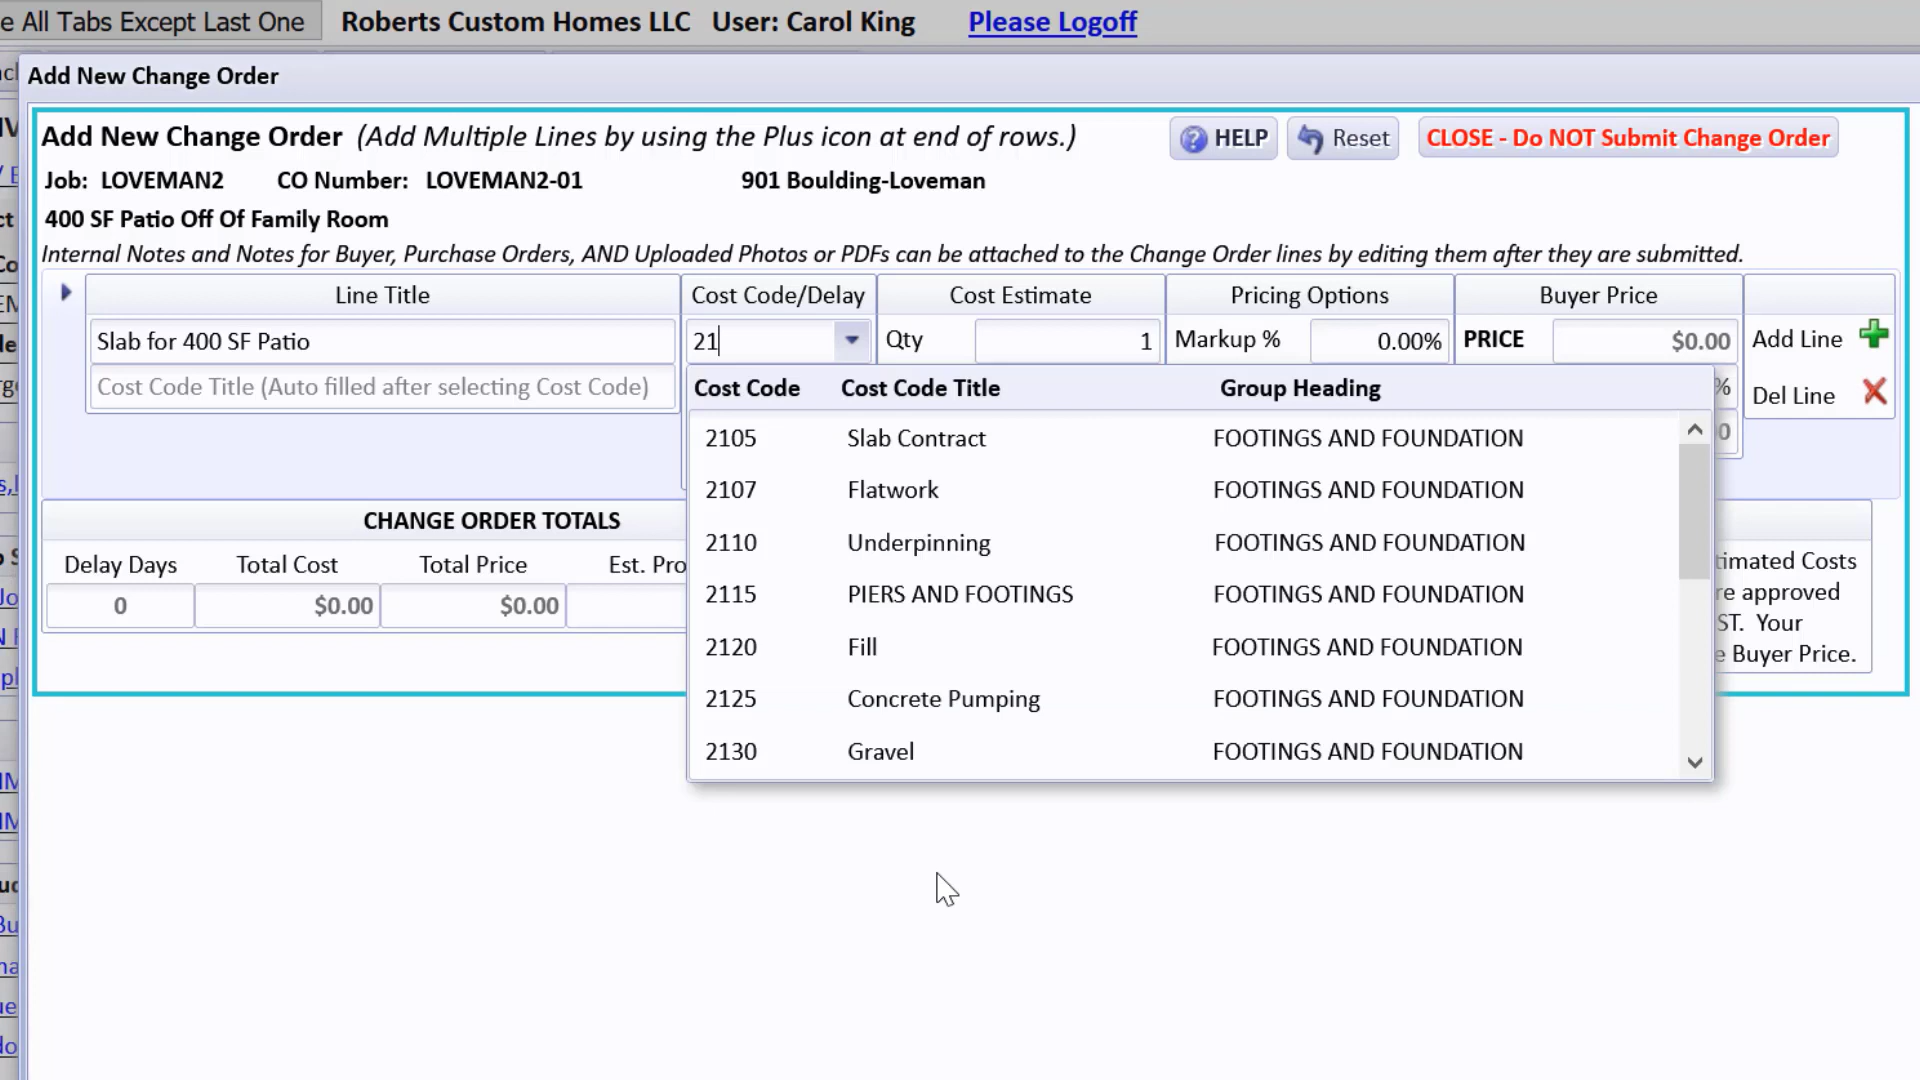 e All Tabs Except Last One Roberts Custom Homes LLC User: Carol King Please Logoff
Add New Change Order
Add New Change Order (Add Multiple Lines by using the Plus icon at end of rows.) HELP Reset CLOSE - Do NOT Submit Change Order
Job: LOVEMAN2 CO Number: LOVEMAN2-01 901 Boulding-Loveman
400 SF Patio Off Of Family Room
Internal Notes and Notes for Buyer, Purchase Orders, AND Uploaded Photos or PDFs can be attached to the Change Order lines by editing them after they are submitted.
Line Title Cost Code/Delay Cost Estimate Pricing Options Buyer Price
Slab for 400 SF Patio 21 Qty 1 Markup % 0.00% PRICE $0.00 Add Line
Cost Code Title (Auto filled after selecting Cost Code) % Del Line
Cost Code Cost Code Title Group Heading
2105 Slab Contract FOOTINGS AND FOUNDATION 0
2107 Flatwork FOOTINGS AND FOUNDATION
2110 Underpinning FOOTINGS AND FOUNDATION
2115 PIERS AND FOOTINGS FOOTINGS AND FOUNDATION
2120 Fill FOOTINGS AND FOUNDATION
2125 Concrete Pumping FOOTINGS AND FOUNDATION
2130 Gravel FOOTINGS AND FOUNDATION
CHANGE ORDER TOTALS
Delay Days Total Cost Total Price Est. Pro
0 $0.00 $0.00
timated Costs
re approved
ST. Your
e Buyer Price.